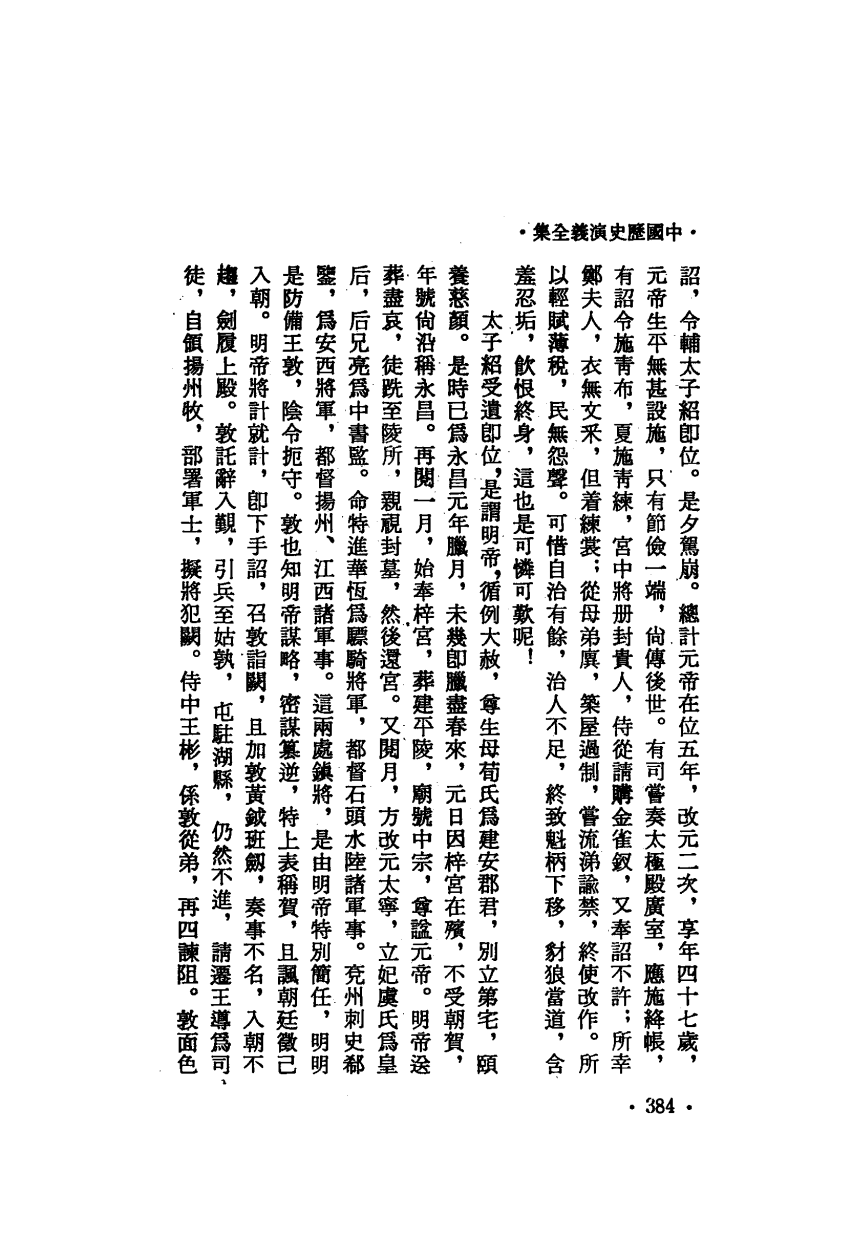 ·中國歷史演義全集·
詔，令輔太子紹卽位。是夕駕崩。總計元帝在位五年，改元二次，享年四十七歲，
元帝生平無甚設施，只有節儉一端，尙傳後世。有司嘗奏太極殿廣室，應施絳帳，
有詔令施靑布，夏施靑練，宮中將册封貴人，侍從請購金雀釵，又奉詔不許；所幸
鄭夫人，衣無文采，但着練裳；從母弟廙，築屋過制，嘗流涕諭禁，終使改作。所
以輕賦薄稅，民無怨聲。可惜自治有餘，治人不足，終致魁柄下移，豺狼當道，含
羞忍垢，飮恨終身，這也是可憐可歎呢！
太子紹受遺卽位，是謂明帝，循例大赦，尊生母荀氏爲建安郡君，別立第宅，頤
養慈顏。是時已爲永昌元年臘月，未幾卽臘盡春來，元日因梓宮在殯，不受朝賀，
年號尙沿稱永昌。再閱一月，始奉梓宮，葬建平陵，廟號中宗，尊諡元帝。明帝送
葬盡哀，徒跣至陵所，親視封墓，然後還宮。又閱月，方改元太寧，立妃虞氏爲皇
后，后兄亮爲中書監。命特進華恆爲驃騎將軍，都督石頭水陸諸軍事。兗州刺史郗
鑒，爲安西將軍，都督揚州、江西諸軍事。這兩處鎮將，是由明帝特別簡任，明明
是防備王敦，陰令扼守。敦也知明帝謀略，密謀篡逆，特上表稱賀，且諷朝廷徵己
入朝。明帝將計就計，卽下手詔，召敦詣闕，且加敦黃鉞班劍，奏事不名，入朝不
趨，劍履上殿。敦託辭入覲，引兵至姑孰，屯駐湖縣，仍然不進，請遷王導爲司
徒，自領揚州牧，部署軍士，擬將犯闕。侍中王彬，係敦從弟，再四諫阻。敦面色
·384·